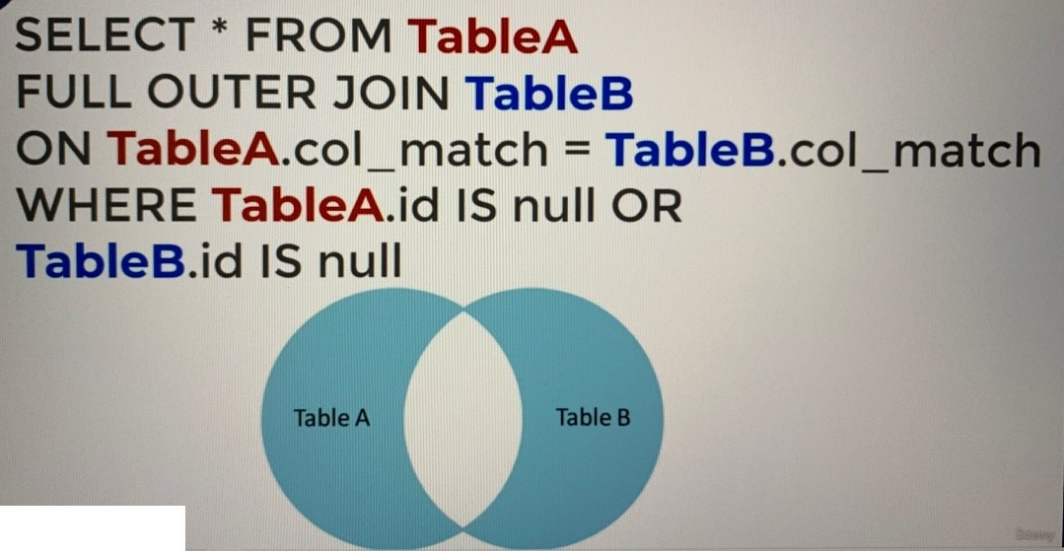 SELECT * FROM TableA
FULL OUTER JOIN TableB
ON TableA.col_match = TableB.col_match
WHERE TableA.id IS null OR
TableB.id IS null
Table A
Table B
Udemy